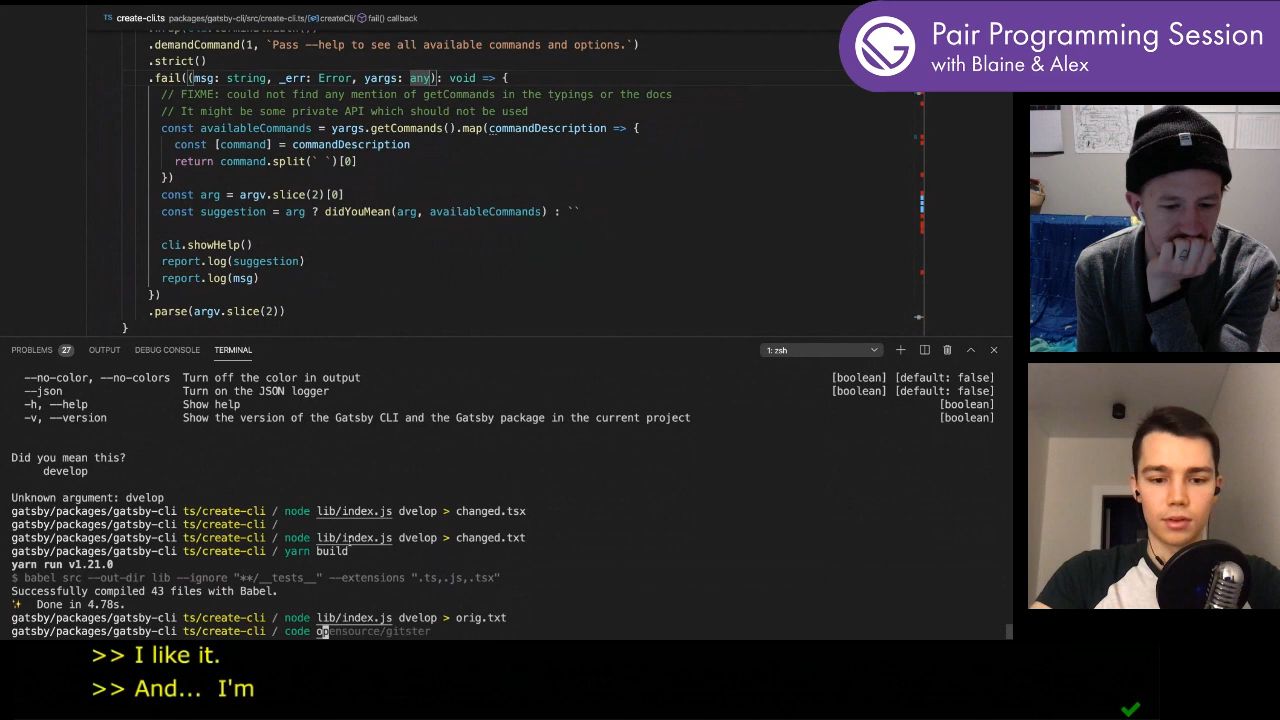 TS create-cli.ts packages/gatsby-cli/src/create-cli.ts/createCli/fail() callback
Pair Programming Session
with Blaine & Alex
.demandCommand(1, `Pass --help to see all available commands and options.`)
.strict()
.fail((msg: string, _err: Error, yargs: any): void => {
// FIXME: could not find any mention of getCommands in the typings or the docs
// It might be some private API which should not be used
const availableCommands = yargs.getCommands().map(commandDescription => {
const [command] = commandDescription
return command.split(` `)[0]
})
const arg = argv.slice(2)[0]
const suggestion = arg ? didYouMean(arg, availableCommands) : ``
cli.showHelp()
report.log(suggestion)
report.log(msg)
})
.parse(argv.slice(2))
}
PROBLEMS 27 OUTPUT DEBUG CONSOLE TERMINAL 1: zsh
--no-color, --no-colors Turn off the color in output [boolean] [default: false]
--json Turn on the JSON logger [boolean] [default: false]
-h, --help Show help [boolean]
-v, --version Show the version of the Gatsby CLI and the Gatsby package in the current project [boolean]
Did you mean this?
develop
Unknown argument: dvelop
gatsby/packages/gatsby-cli ts/create-cli / node lib/index.js dvelop > changed.tsx
gatsby/packages/gatsby-cli ts/create-cli /
gatsby/packages/gatsby-cli ts/create-cli / node lib/index.js dvelop > changed.txt
gatsby/packages/gatsby-cli ts/create-cli / yarn build
yarn run v1.21.0
$ babel src --out-dir lib --ignore "**/__tests__" --extensions ".ts,.js,.tsx"
Successfully compiled 43 files with Babel.
✨ Done in 4.78s.
gatsby/packages/gatsby-cli ts/create-cli / node lib/index.js dvelop > orig.txt
gatsby/packages/gatsby-cli ts/create-cli / code opensource/gitster
>> I like it.
>> And... I'm